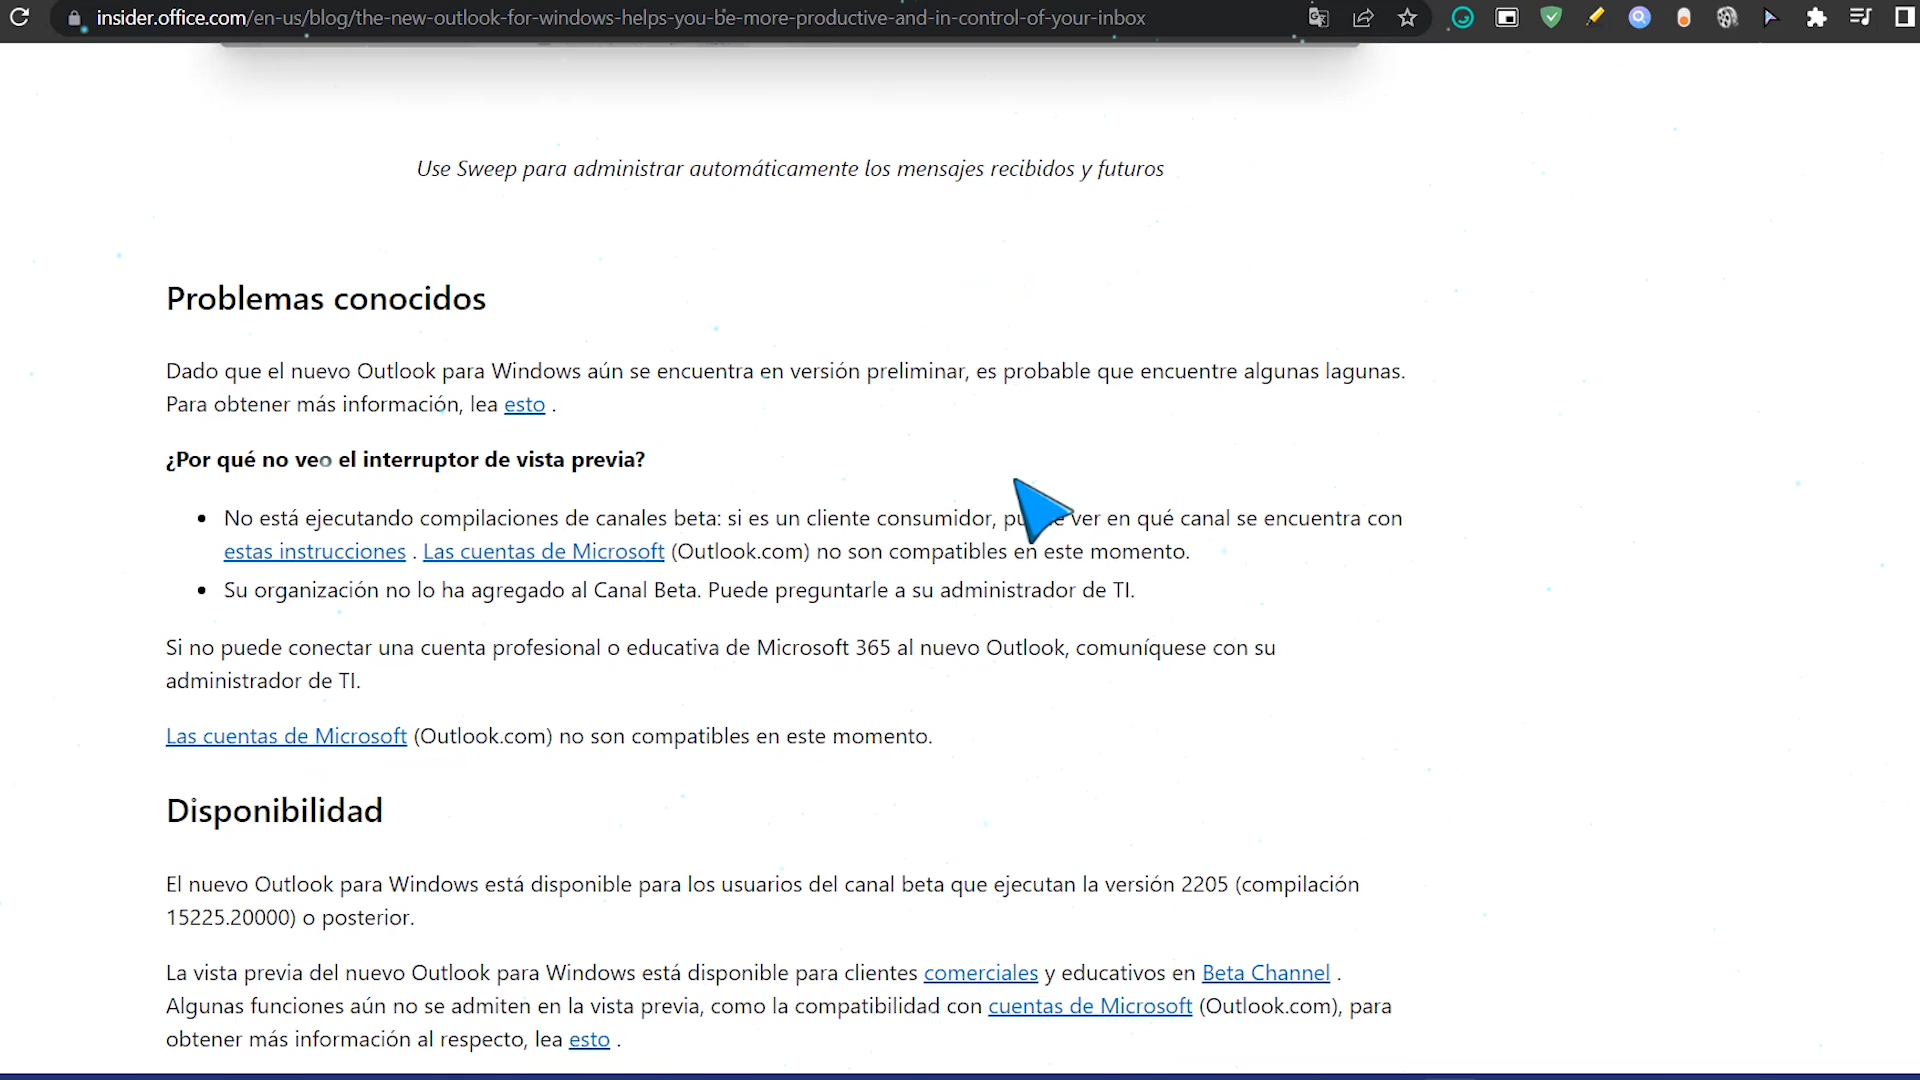 insider.office.com/en-us/blog/the-new-outlook-for-windows-helps-you-be-more-productive-and-in-control-of-your-inbox
Use Sweep para administrar automáticamente los mensajes recibidos y futuros
Problemas conocidos
Dado que el nuevo Outlook para Windows aún se encuentra en versión preliminar, es probable que encuentre algunas lagunas.
Para obtener más información, lea esto .
¿Por qué no veo el interruptor de vista previa?
• No está ejecutando compilaciones de canales beta: si es un cliente consumidor, puede ver en qué canal se encuentra con
estas instrucciones . Las cuentas de Microsoft (Outlook.com) no son compatibles en este momento.
• Su organización no lo ha agregado al Canal Beta. Puede preguntarle a su administrador de TI.
Si no puede conectar una cuenta profesional o educativa de Microsoft 365 al nuevo Outlook, comuníquese con su
administrador de TI.
Las cuentas de Microsoft (Outlook.com) no son compatibles en este momento.
Disponibilidad
El nuevo Outlook para Windows está disponible para los usuarios del canal beta que ejecutan la versión 2205 (compilación
15225.20000) o posterior.
La vista previa del nuevo Outlook para Windows está disponible para clientes comerciales y educativos en Beta Channel .
Algunas funciones aún no se admiten en la vista previa, como la compatibilidad con cuentas de Microsoft (Outlook.com), para
obtener más información al respecto, lea esto .